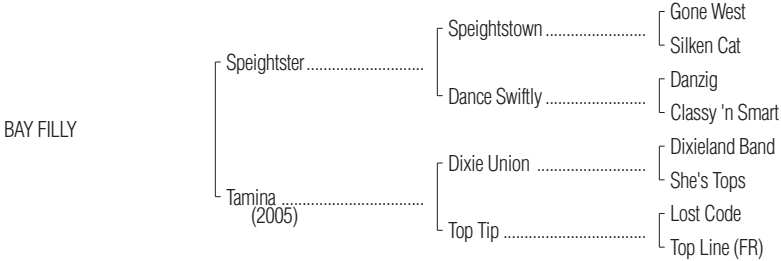 Gone West
Speightstown ........................
Silken Cat
Speightster ............................
Danzig
Dance Swiftly ........................
Classy 'n Smart
BAY FILLY
Dixieland Band
Dixie Union ..........................
She's Tops
Tamina ..................................
(2005)
Lost Code
Top Tip ..................................
Top Line (FR)